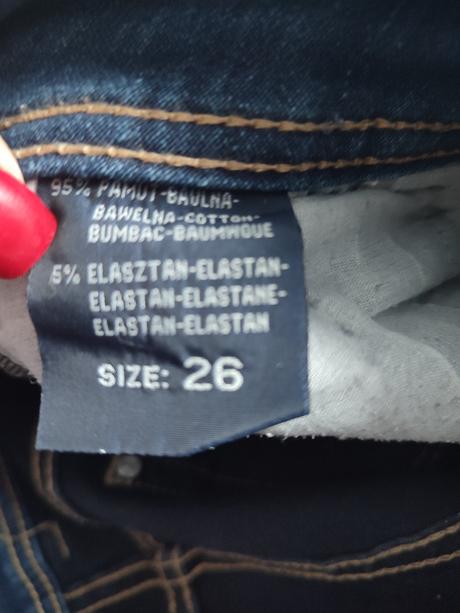 95% PAMUT-BAVLNA-
BAWELNA-COTTON-
BUMBAC-BAUMWOLLE
5% ELASZTAN-ELASTAN-
ELASTAN-ELASTANE-
ELASTAN-ELASTAN
SIZE: 26